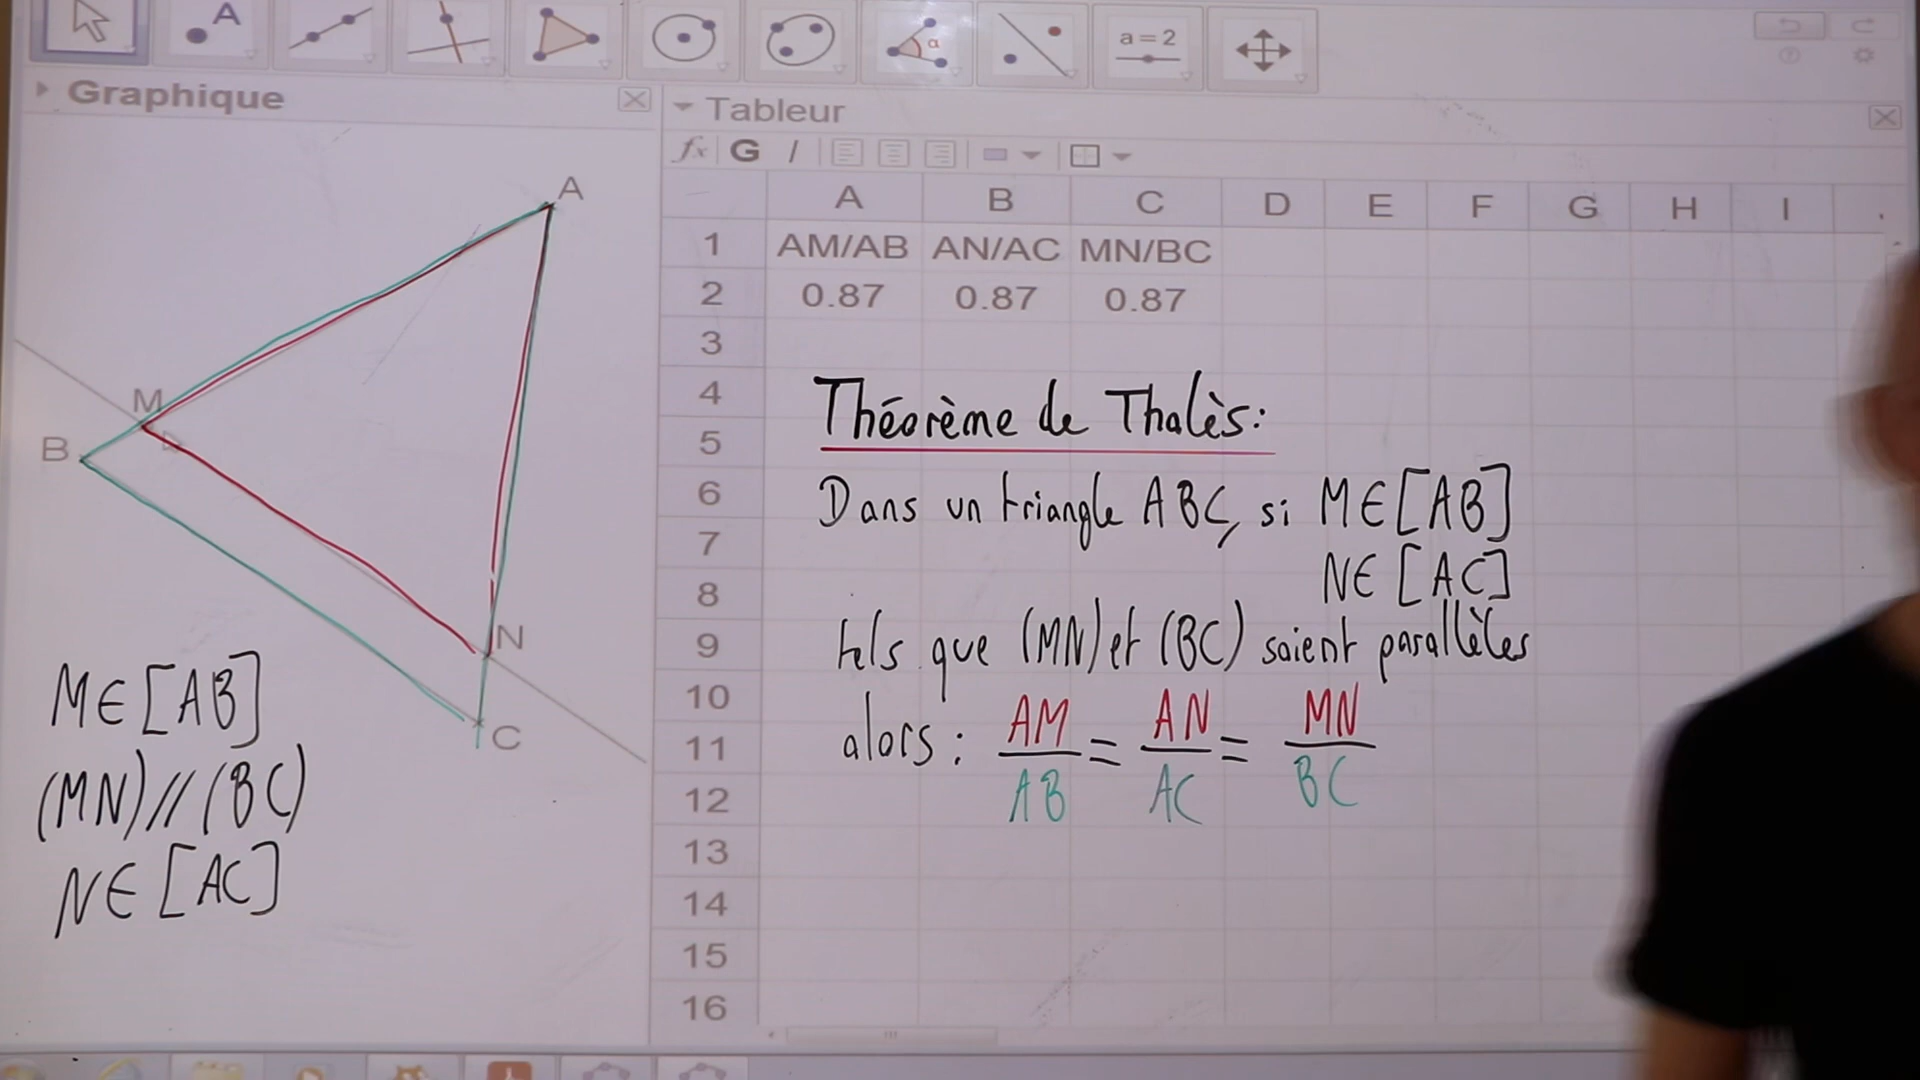 A
α
a = 2
Graphique
Tableur
fx G I
A B C D E F G H I
1 AM/AB AN/AC MN/BC
2 0.87 0.87 0.87
3
4
5
6
7
8
9
10
11
12
13
14
15
16
A
M
B
N
C
M∈[AB]
(MN)//(BC)
N∈[AC]
Théorème de Thalès:
Dans un triangle ABC, si M∈[AB]
N∈[AC]
tels que (MN) et (BC) soient parallèles
alors : AM/AB = AN/AC = MN/BC